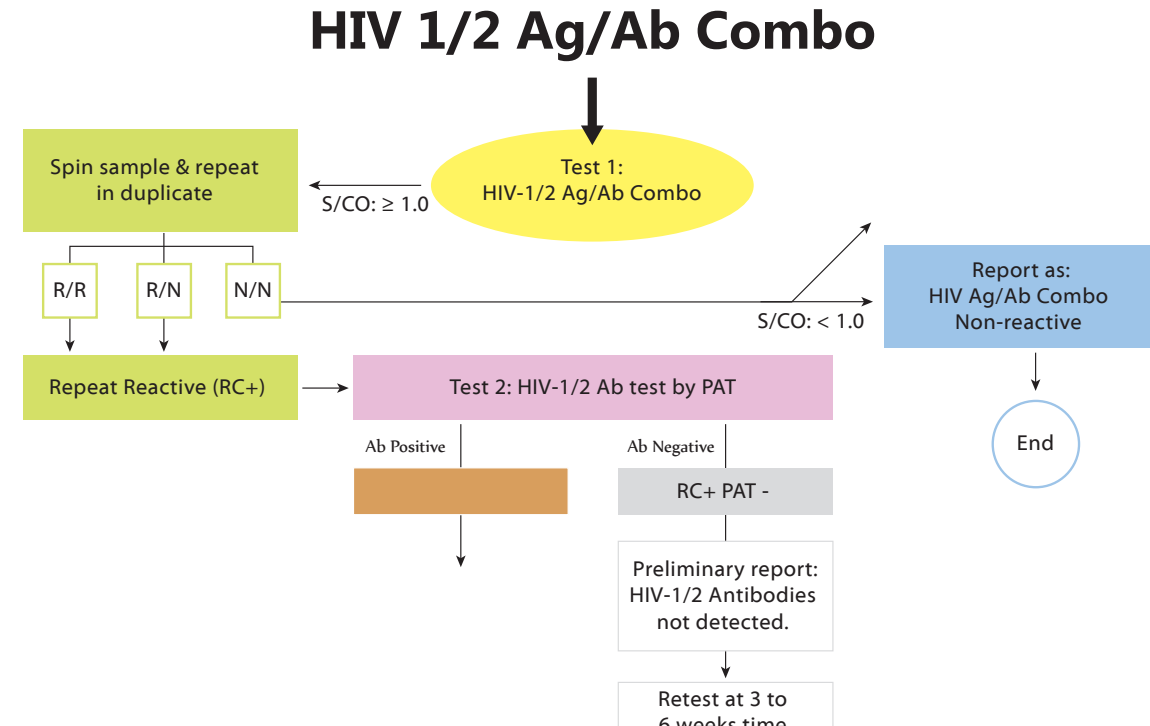 HIV 1/2 Ag/Ab Combo
Test 1:
HIV-1/2 Ag/Ab Combo
Spin sample & repeat
in duplicate
S/CO: ≥ 1.0
R/R
R/N
N/N
S/CO: < 1.0
Report as:
HIV Ag/Ab Combo
Non-reactive
End
Repeat Reactive (RC+)
Test 2: HIV-1/2 Ab test by PAT
Ab Positive
Ab Negative
RC+ PAT -
Preliminary report:
HIV-1/2 Antibodies
not detected.
Retest at 3 to
6 weeks time